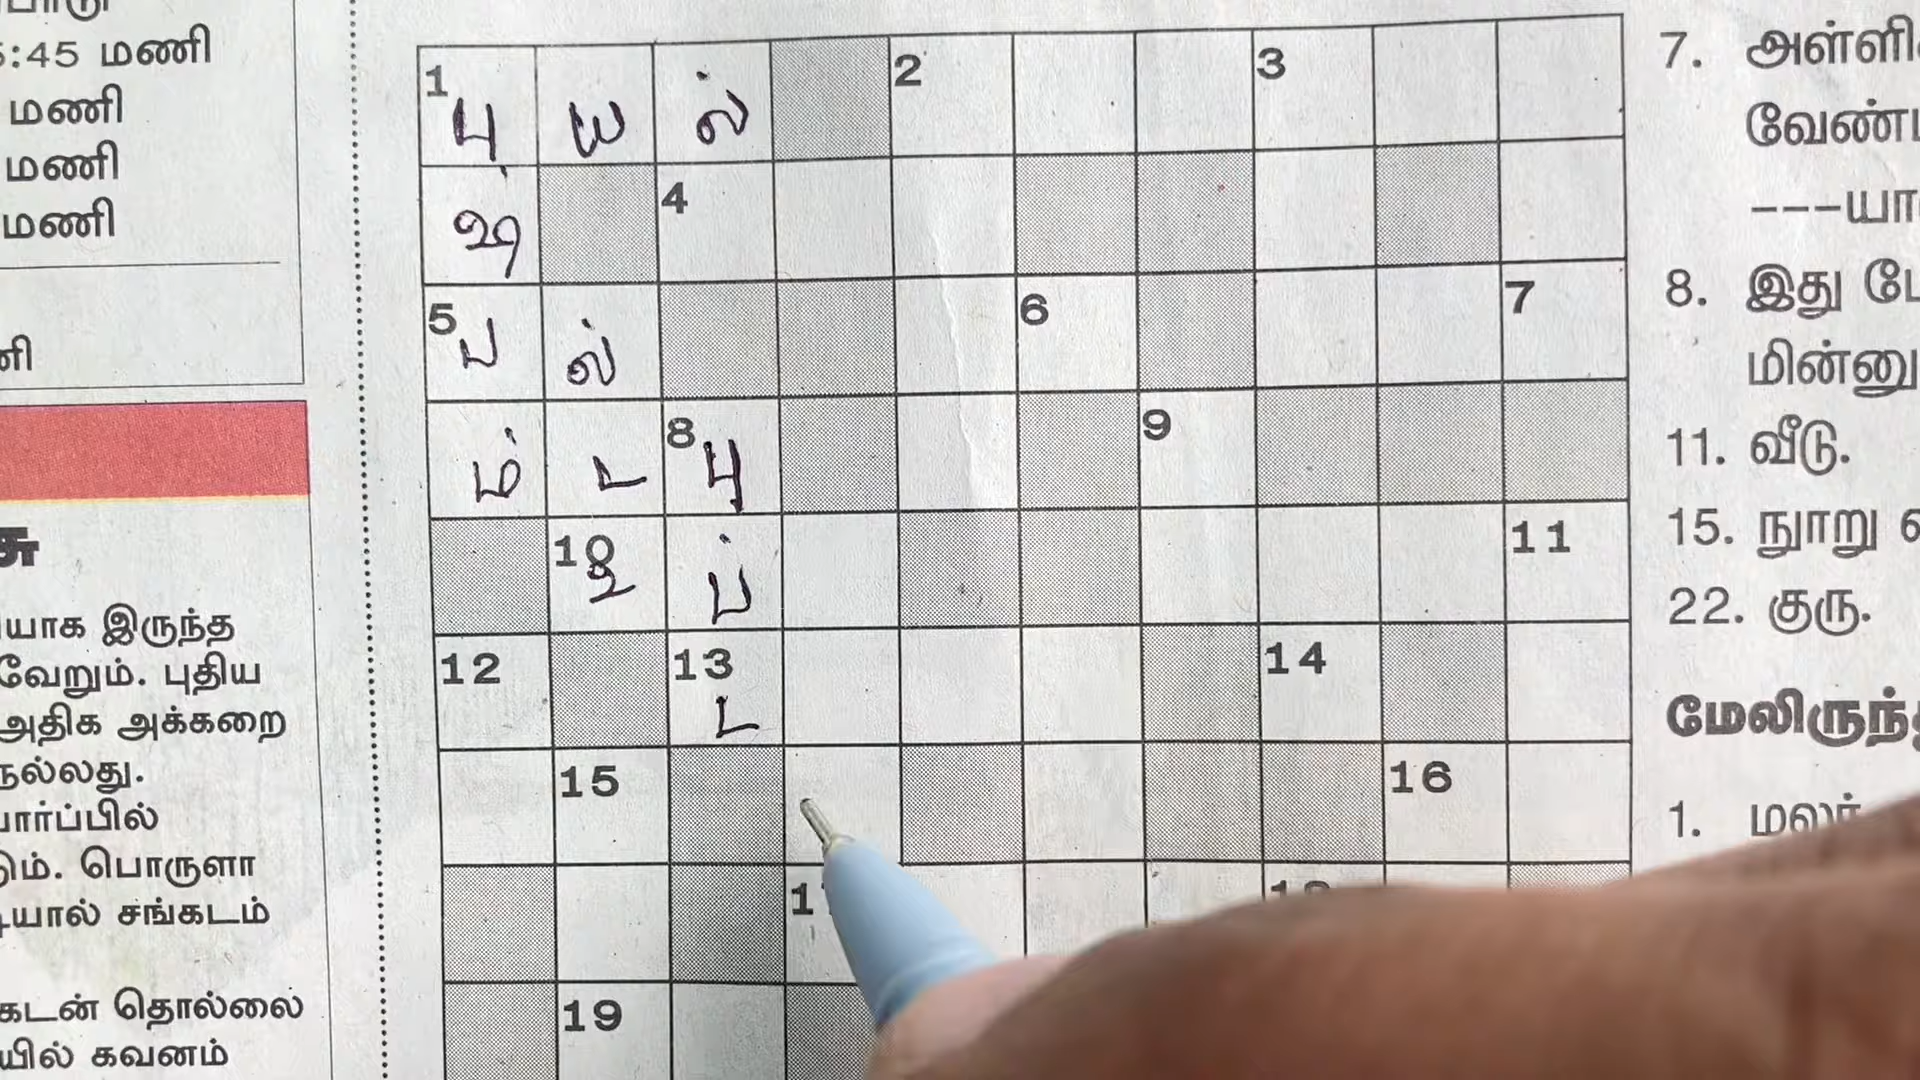 5:45 மணி
மணி
மணி
மணி
யாக இருந்த
வேறும். புதிய
அதிக அக்கறை
நல்லது.
பார்ப்பில்
டும். பொருளா
டியால் சங்கடம்
கடன் தொல்லை
யில் கவனம்
1 பு ய ல் 2 3
ஷ் 4
5 ப ல் 6 7
ம் ட 8 பு 9
10 ப் 11
12 13 ட 14
15 16
19
7. அள்ளி
வேண்
---யா
8. இது
மின்னு
11. வீடு.
15. நூறு
22. குரு.
மேலிருந்
1. மலர்